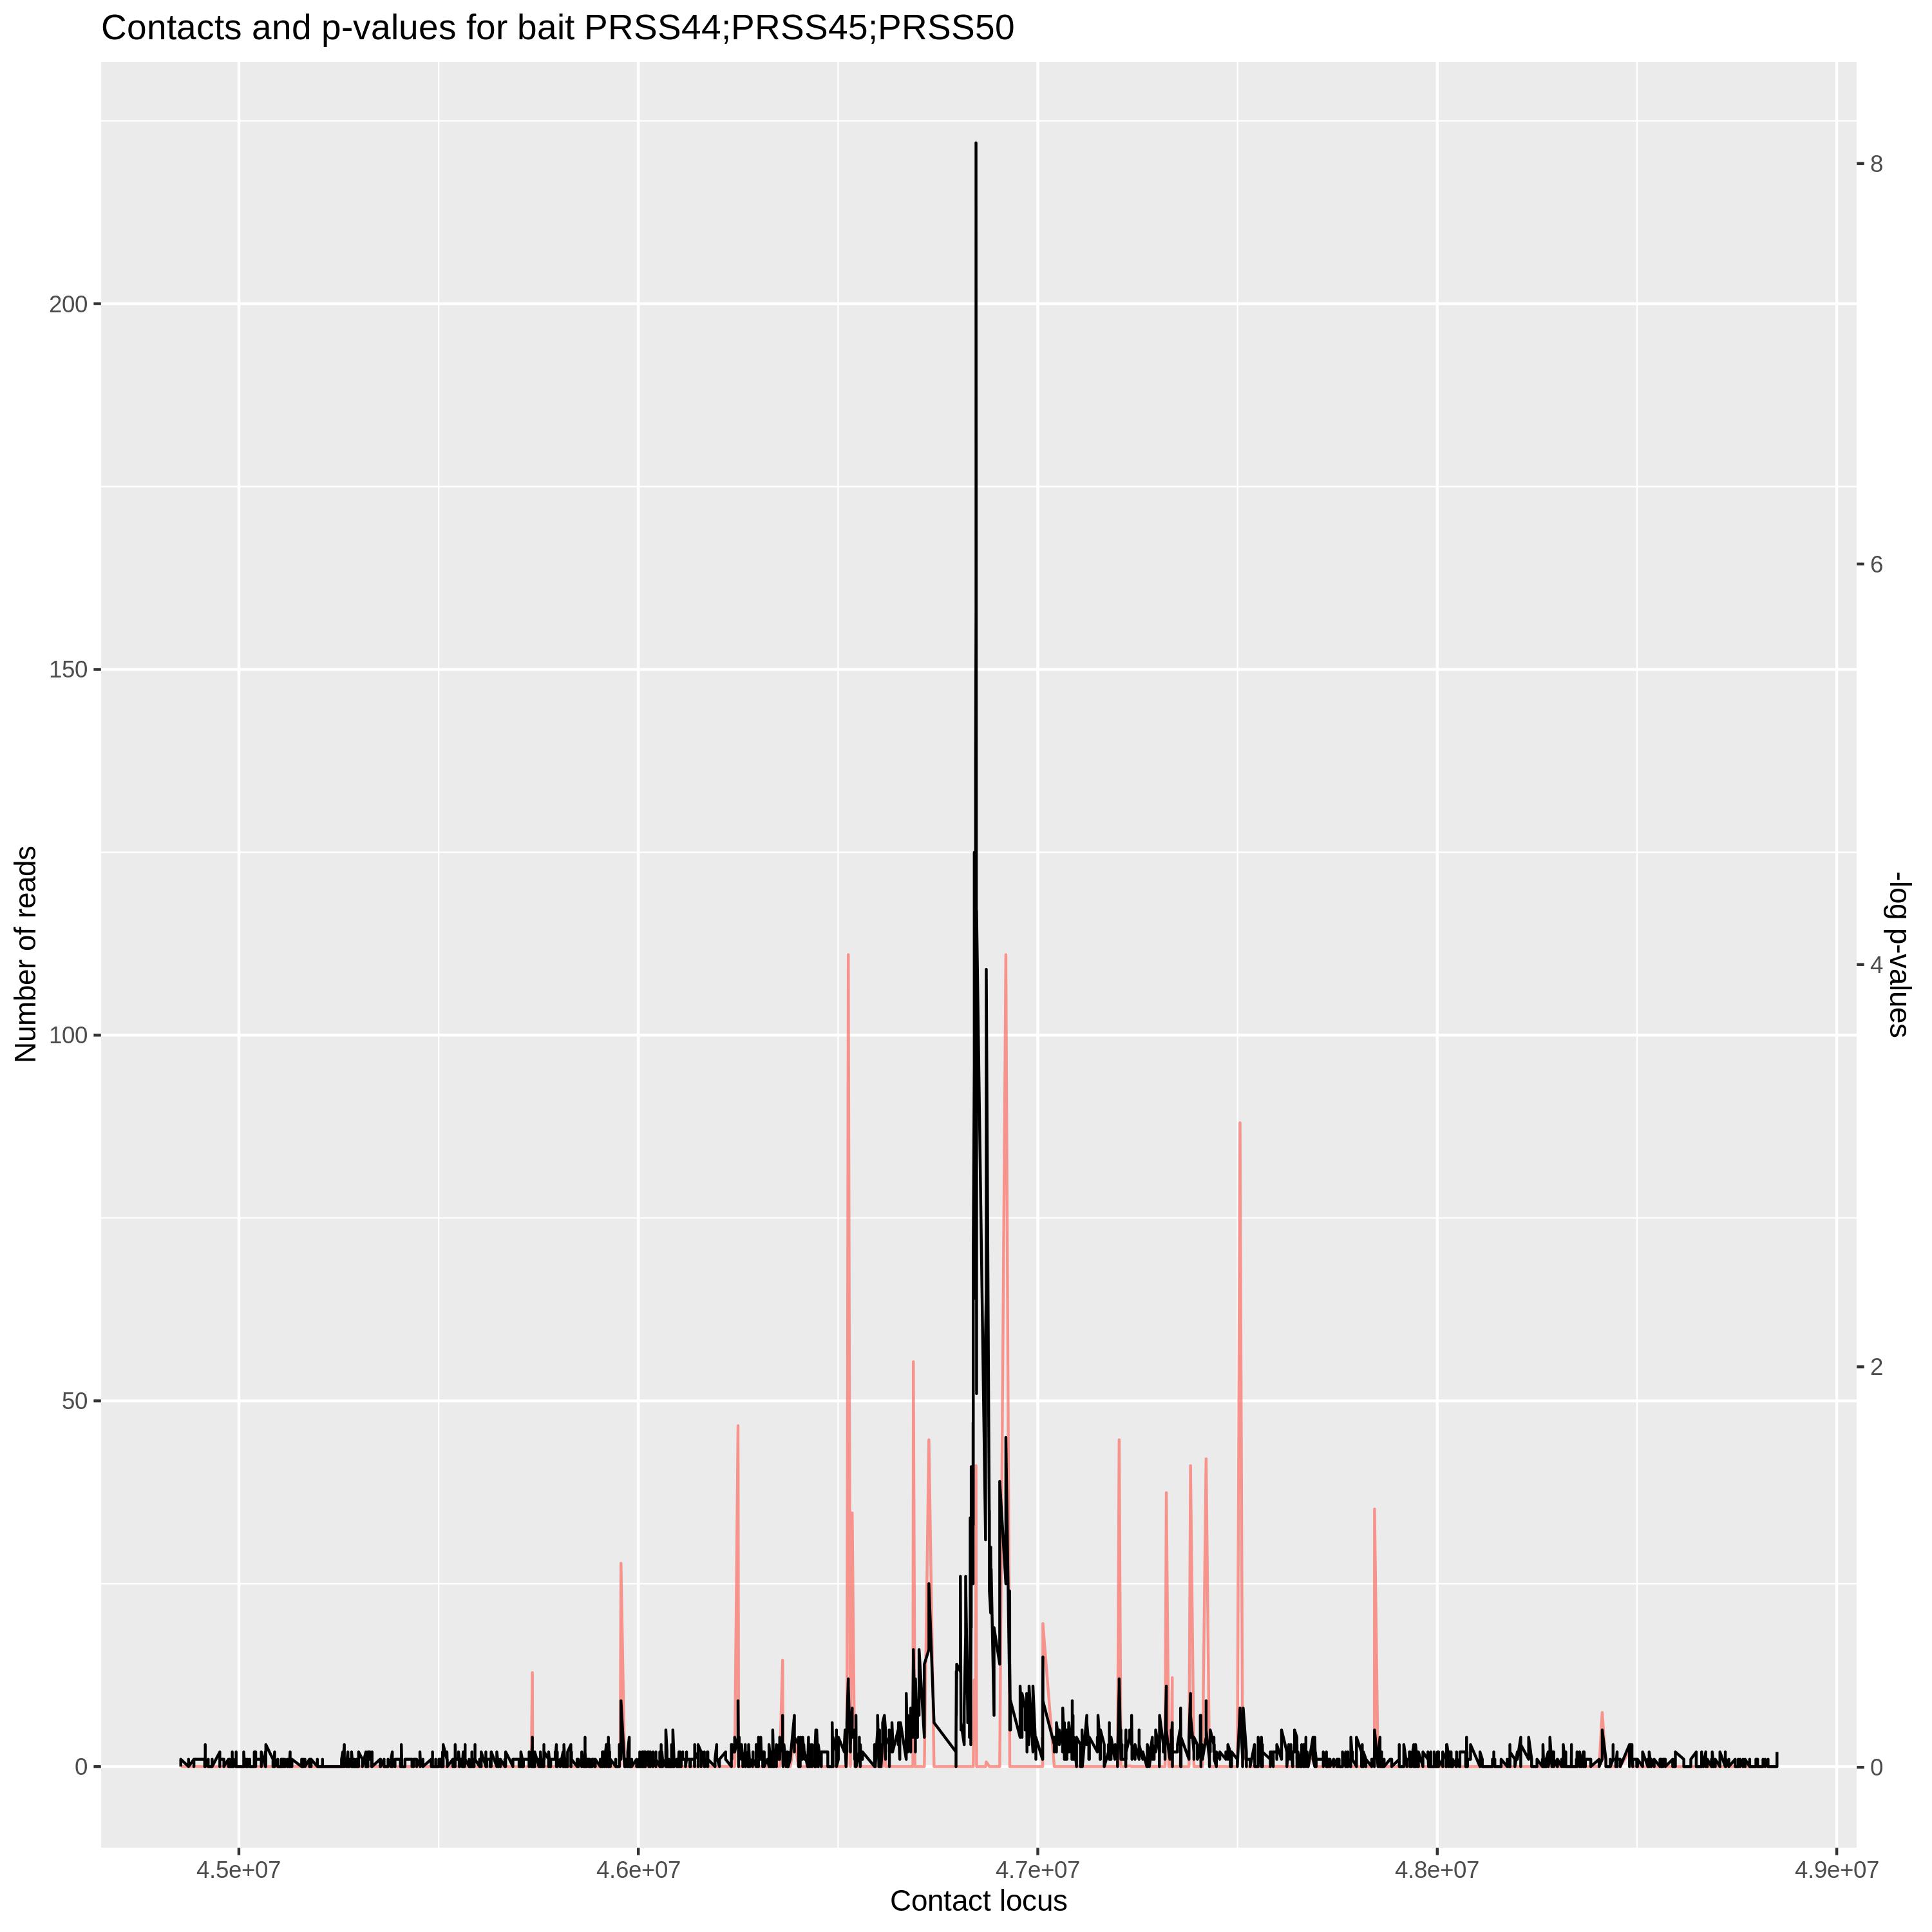 Contacts and p-values for bait PRSS44;PRSS45;PRSS50
Number of reads
200
150
100
50
0
8
6
4
2
0
-log p-values
4.5e+07
4.6e+07
4.7e+07
4.8e+07
4.9e+07
Contact locus